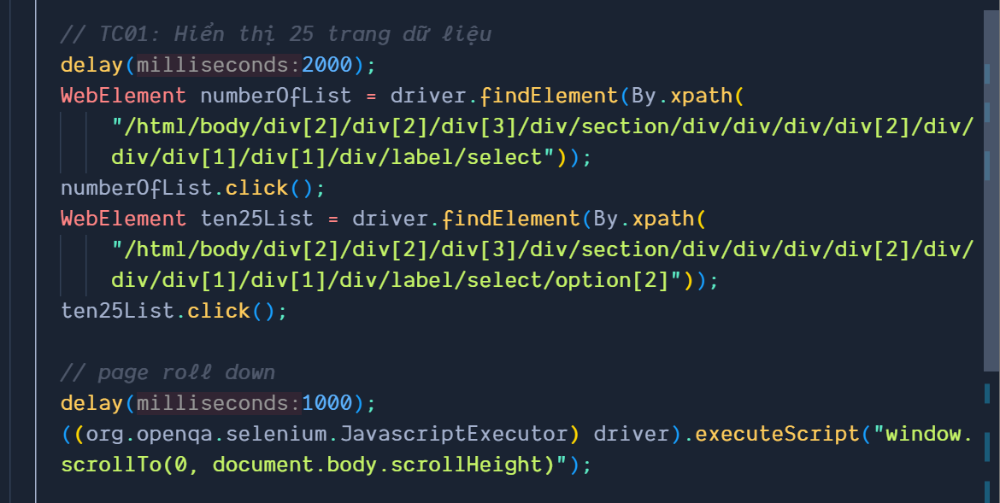 // TC01: Hiển thị 25 trang dữ liệu
delay(milliseconds:2000);
WebElement numberOfList = driver.findElement(By.xpath(
"/html/body/div[2]/div[2]/div[3]/div/section/div/div/div/div[2]/div/
div/div[1]/div[1]/div/label/select"));
numberOfList.click();
WebElement ten25List = driver.findElement(By.xpath(
"/html/body/div[2]/div[2]/div[3]/div/section/div/div/div/div[2]/div/
div/div[1]/div[1]/div/label/select/option[2]"));
ten25List.click();
// page roll down
delay(milliseconds:1000);
((org.openqa.selenium.JavascriptExecutor) driver).executeScript("window.
scrollTo(0, document.body.scrollHeight)");